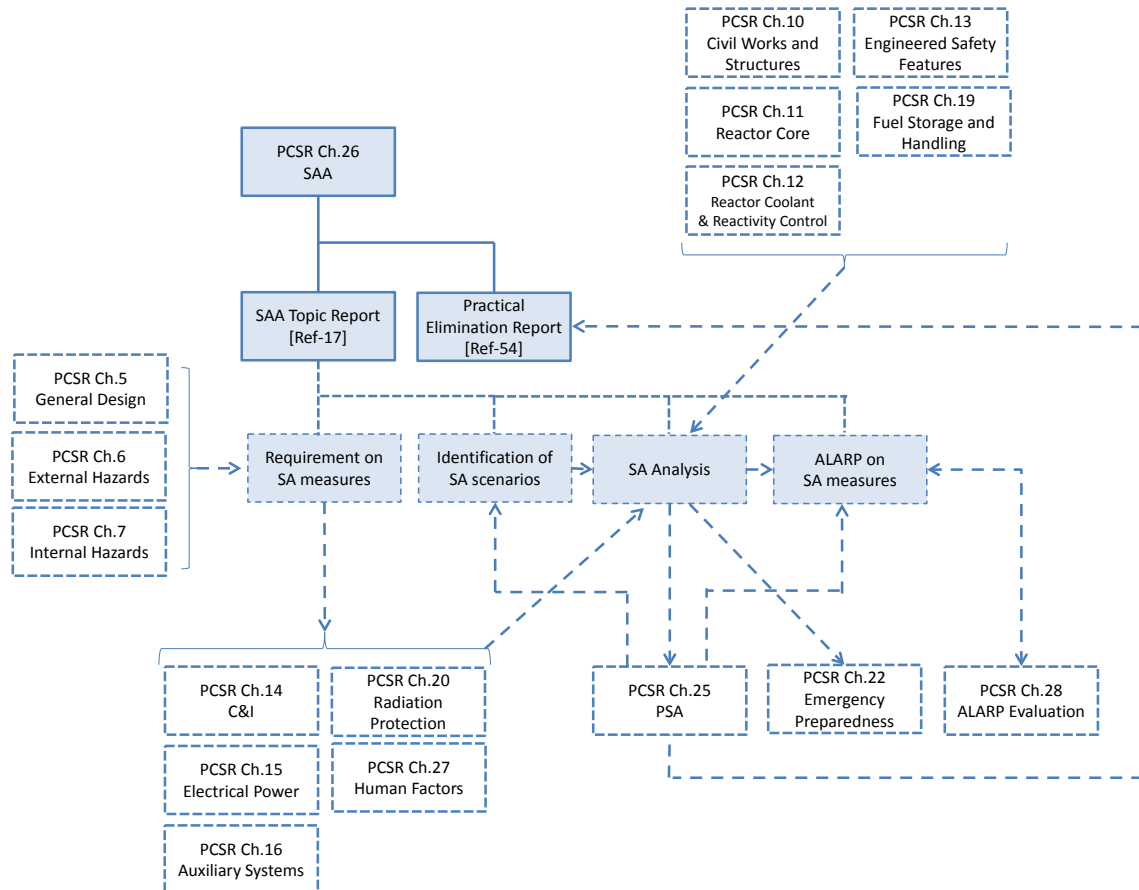 PCSR Ch.10
Civil Works and
Structures
PCSR Ch.13
Engineered Safety
Features
PCSR Ch.11
Reactor Core
PCSR Ch.19
Fuel Storage and
Handling
PCSR Ch.12
Reactor Coolant
& Reactivity Control
PCSR Ch.26
SAA
SAA Topic Report
[Ref-17]
Practical
Elimination Report
[Ref-54]
PCSR Ch.5
General Design
PCSR Ch.6
External Hazards
PCSR Ch.7
Internal Hazards
Requirement on
SA measures
Identification of
SA scenarios
SA Analysis
ALARP on
SA measures
PCSR Ch.14
C&I
PCSR Ch.20
Radiation
Protection
PCSR Ch.15
Electrical Power
PCSR Ch.27
Human Factors
PCSR Ch.16
Auxiliary Systems
PCSR Ch.25
PSA
PCSR Ch.22
Emergency
Preparedness
PCSR Ch.28
ALARP Evaluation